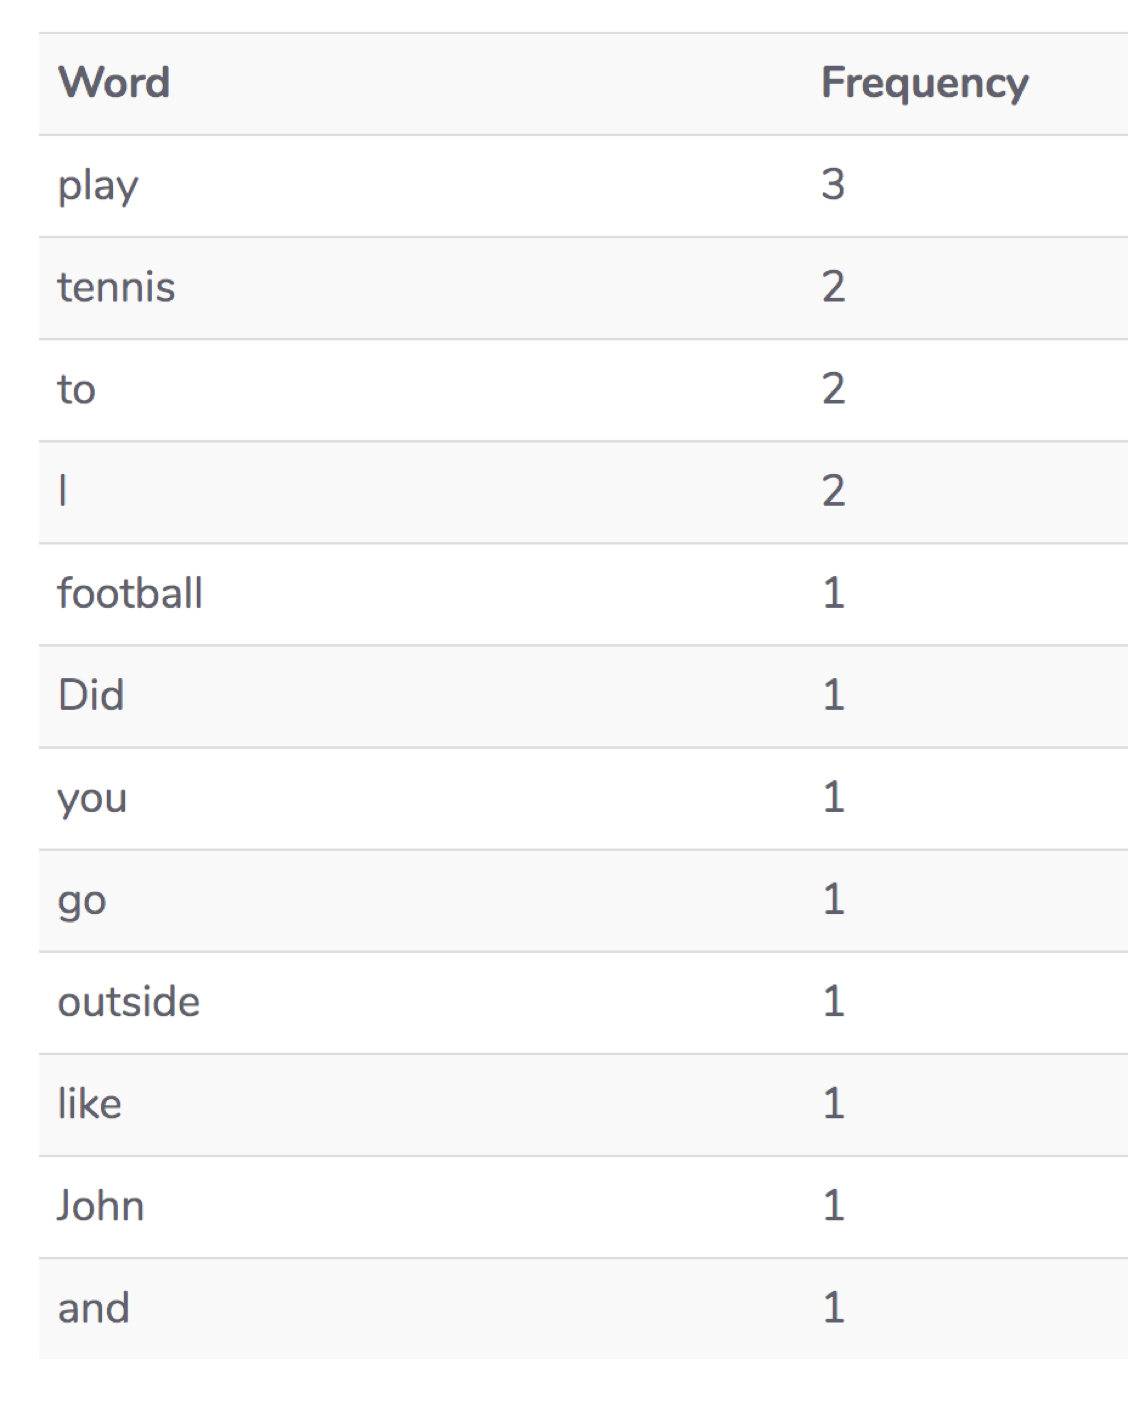 Word Frequency
play 3
tennis 2
to 2
I 2
football 1
Did 1
you 1
go 1
outside 1
like 1
John 1
and 1